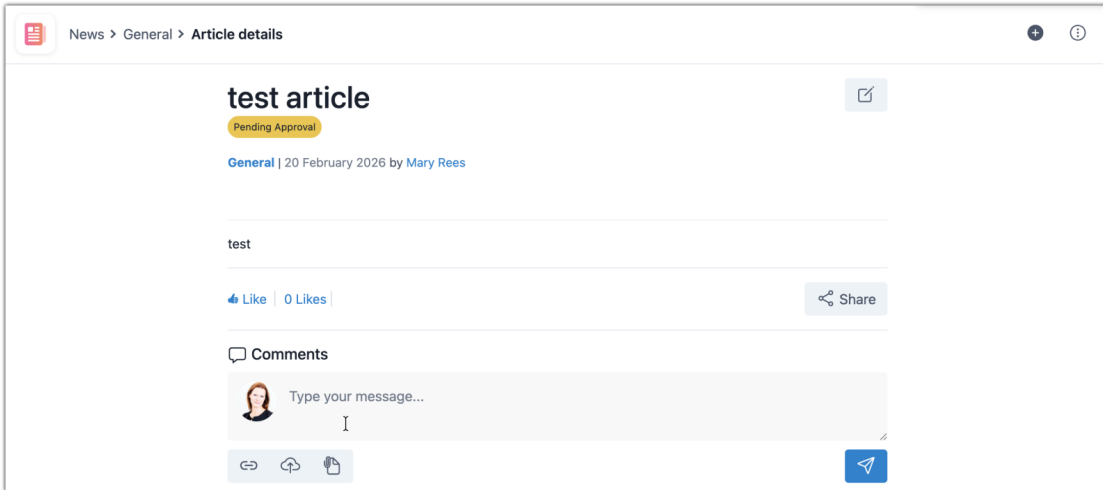 News > General > Article details
test article
Pending Approval
General | 20 February 2026 by Mary Rees
test
Like | 0 Likes |
Share
Comments
Type your message...